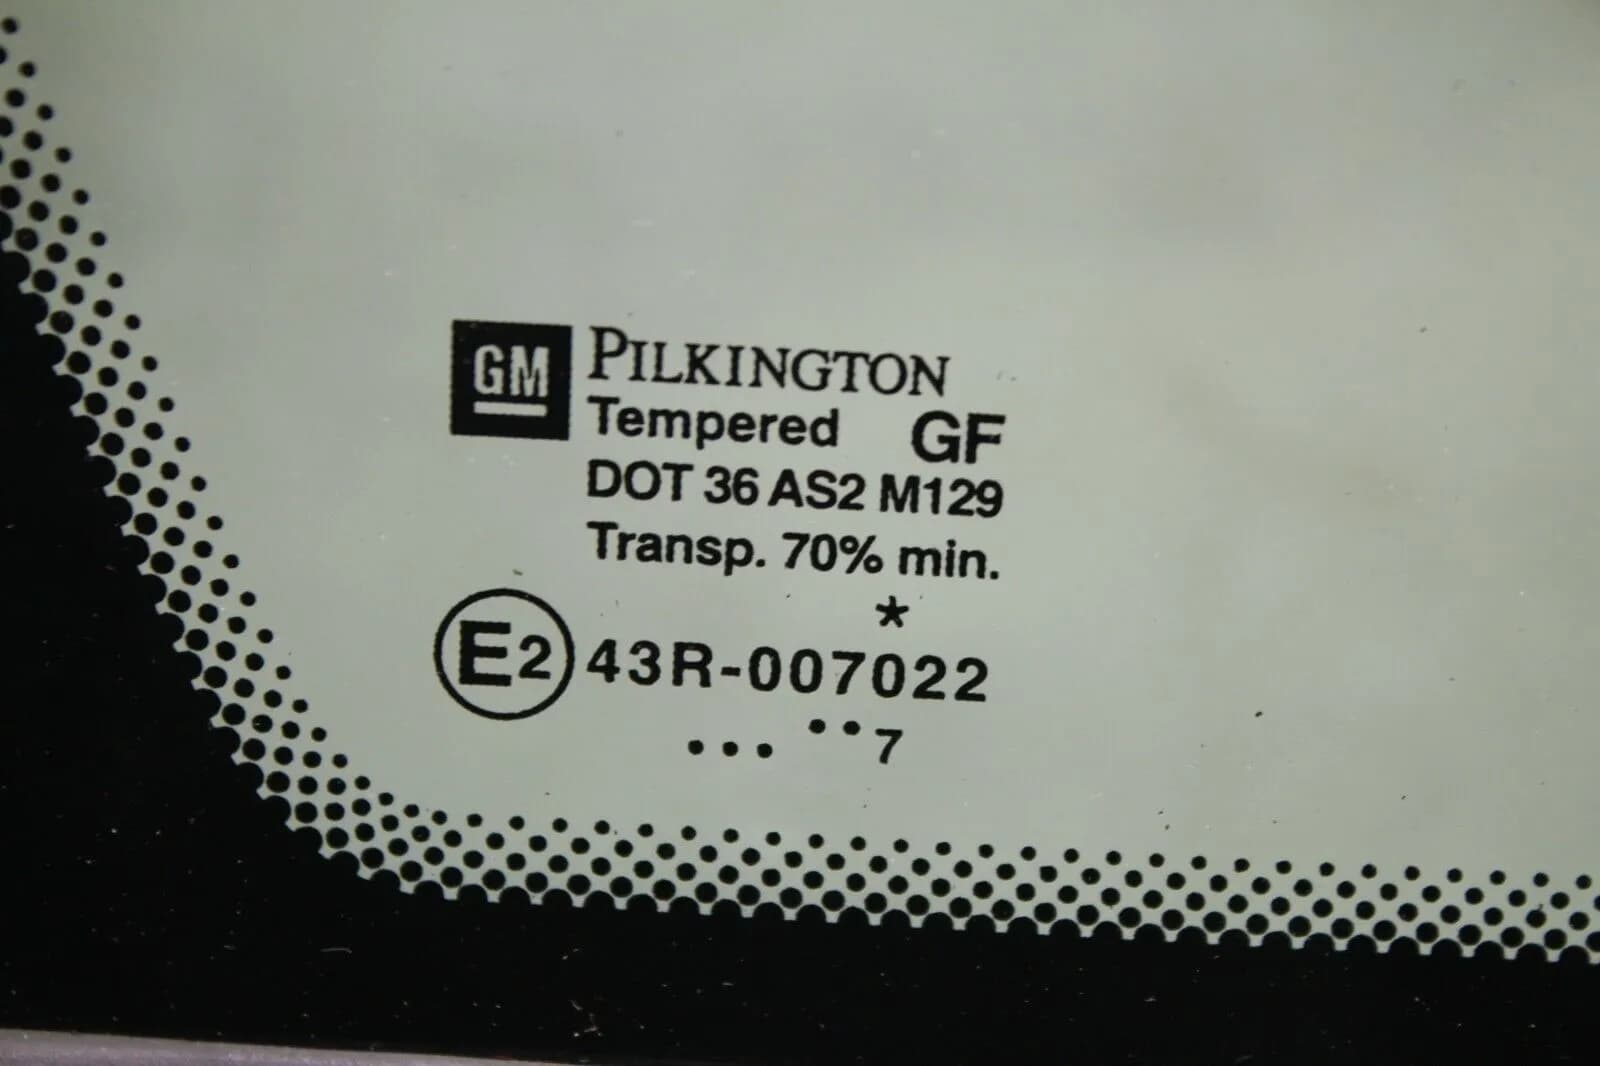 GM PILKINGTON
Tempered GF
DOT 36 AS2 M129
Transp. 70% min.
*
E2 43R-007022
... ..7